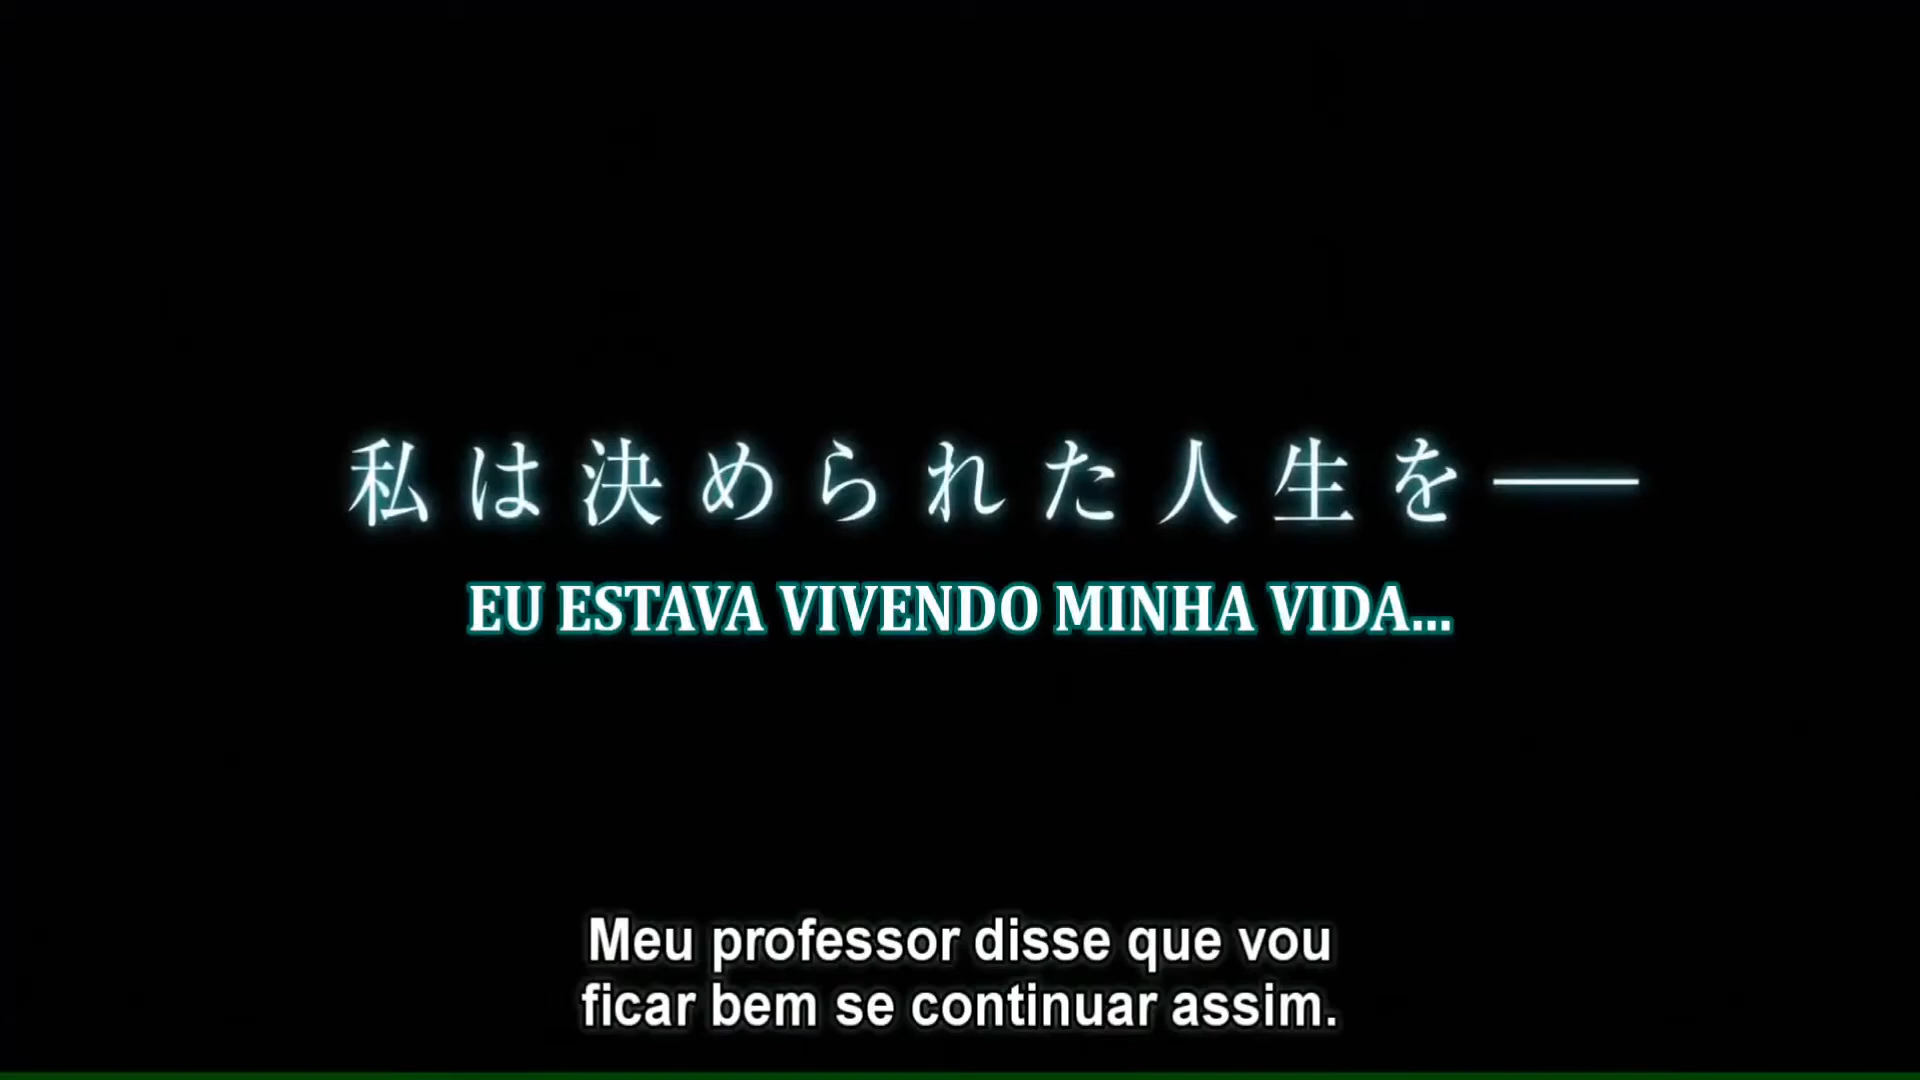 私は決められた人生を――
EU ESTAVA VIVENDO MINHA VIDA...
Meu professor disse que vou
ficar bem se continuar assim.